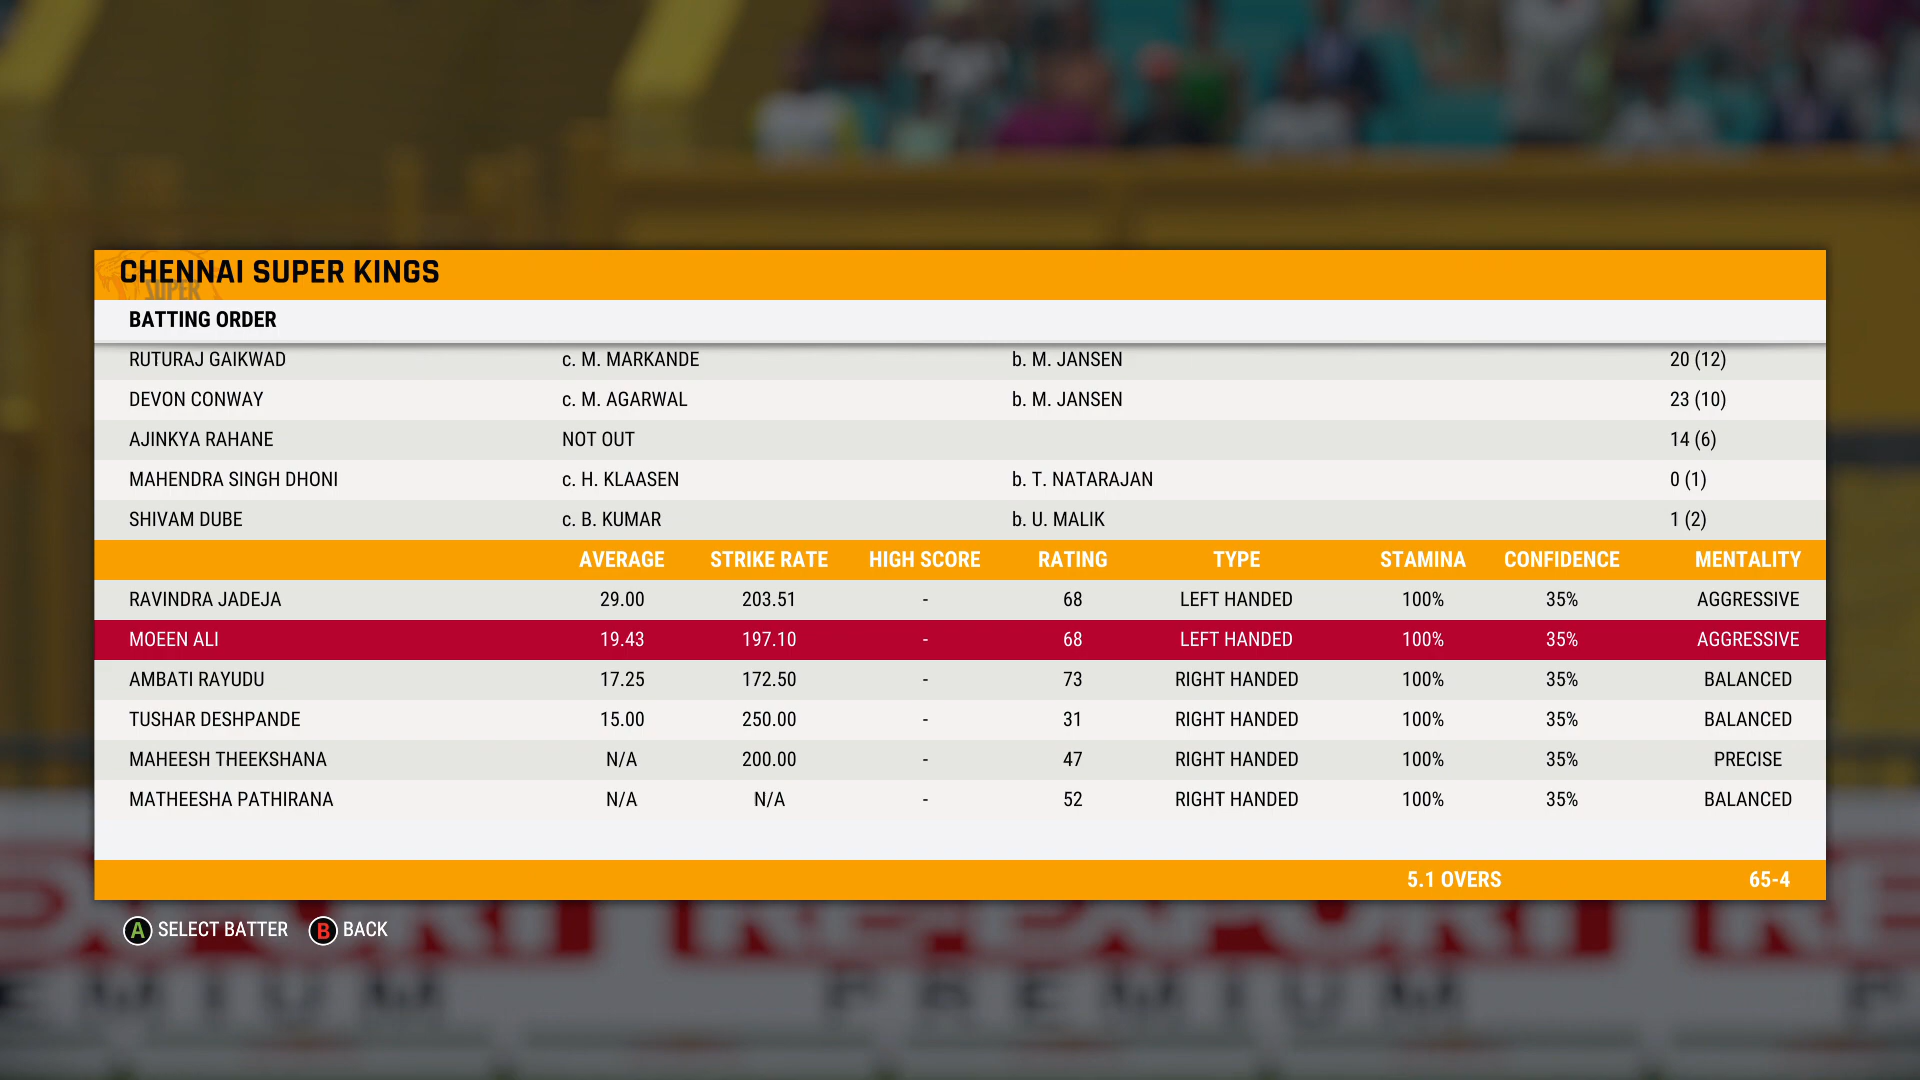 CHENNAI SUPER KINGS
SUPER
BATTING ORDER
RUTURAJ GAIKWAD c. M. MARKANDE b. M. JANSEN 20 (12)
DEVON CONWAY c. M. AGARWAL b. M. JANSEN 23 (10)
AJINKYA RAHANE NOT OUT 14 (6)
MAHENDRA SINGH DHONI c. H. KLAASEN b. T. NATARAJAN 0 (1)
SHIVAM DUBE c. B. KUMAR b. U. MALIK 1 (2)
AVERAGE STRIKE RATE HIGH SCORE RATING TYPE STAMINA CONFIDENCE MENTALITY
RAVINDRA JADEJA 29.00 203.51 - 68 LEFT HANDED 100% 35% AGGRESSIVE
MOEEN ALI 19.43 197.10 - 68 LEFT HANDED 100% 35% AGGRESSIVE
AMBATI RAYUDU 17.25 172.50 - 73 RIGHT HANDED 100% 35% BALANCED
TUSHAR DESHPANDE 15.00 250.00 - 31 RIGHT HANDED 100% 35% BALANCED
MAHEESH THEEKSHANA N/A 200.00 - 47 RIGHT HANDED 100% 35% PRECISE
MATHEESHA PATHIRANA N/A N/A - 52 RIGHT HANDED 100% 35% BALANCED
5.1 OVERS 65-4
A SELECT BATTER B BACK
PREMIUM